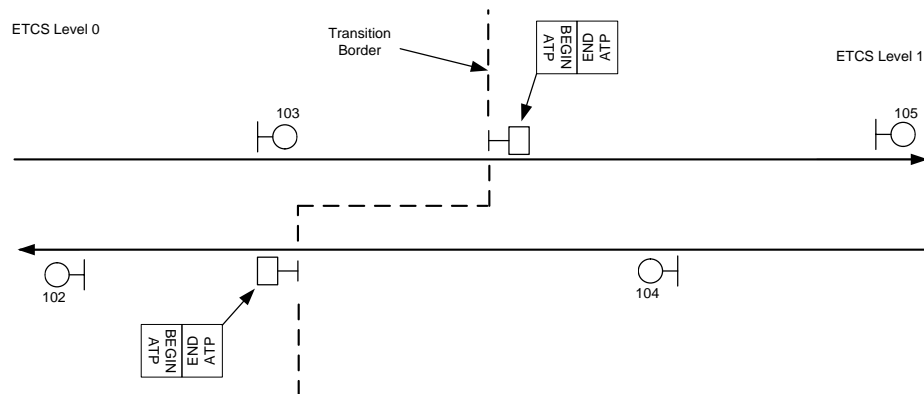 ETCS Level 0
Transition
Border
END
ATP
BEGIN
ATP
ETCS Level 1
103
105
102
104
END
ATP
BEGIN
ATP